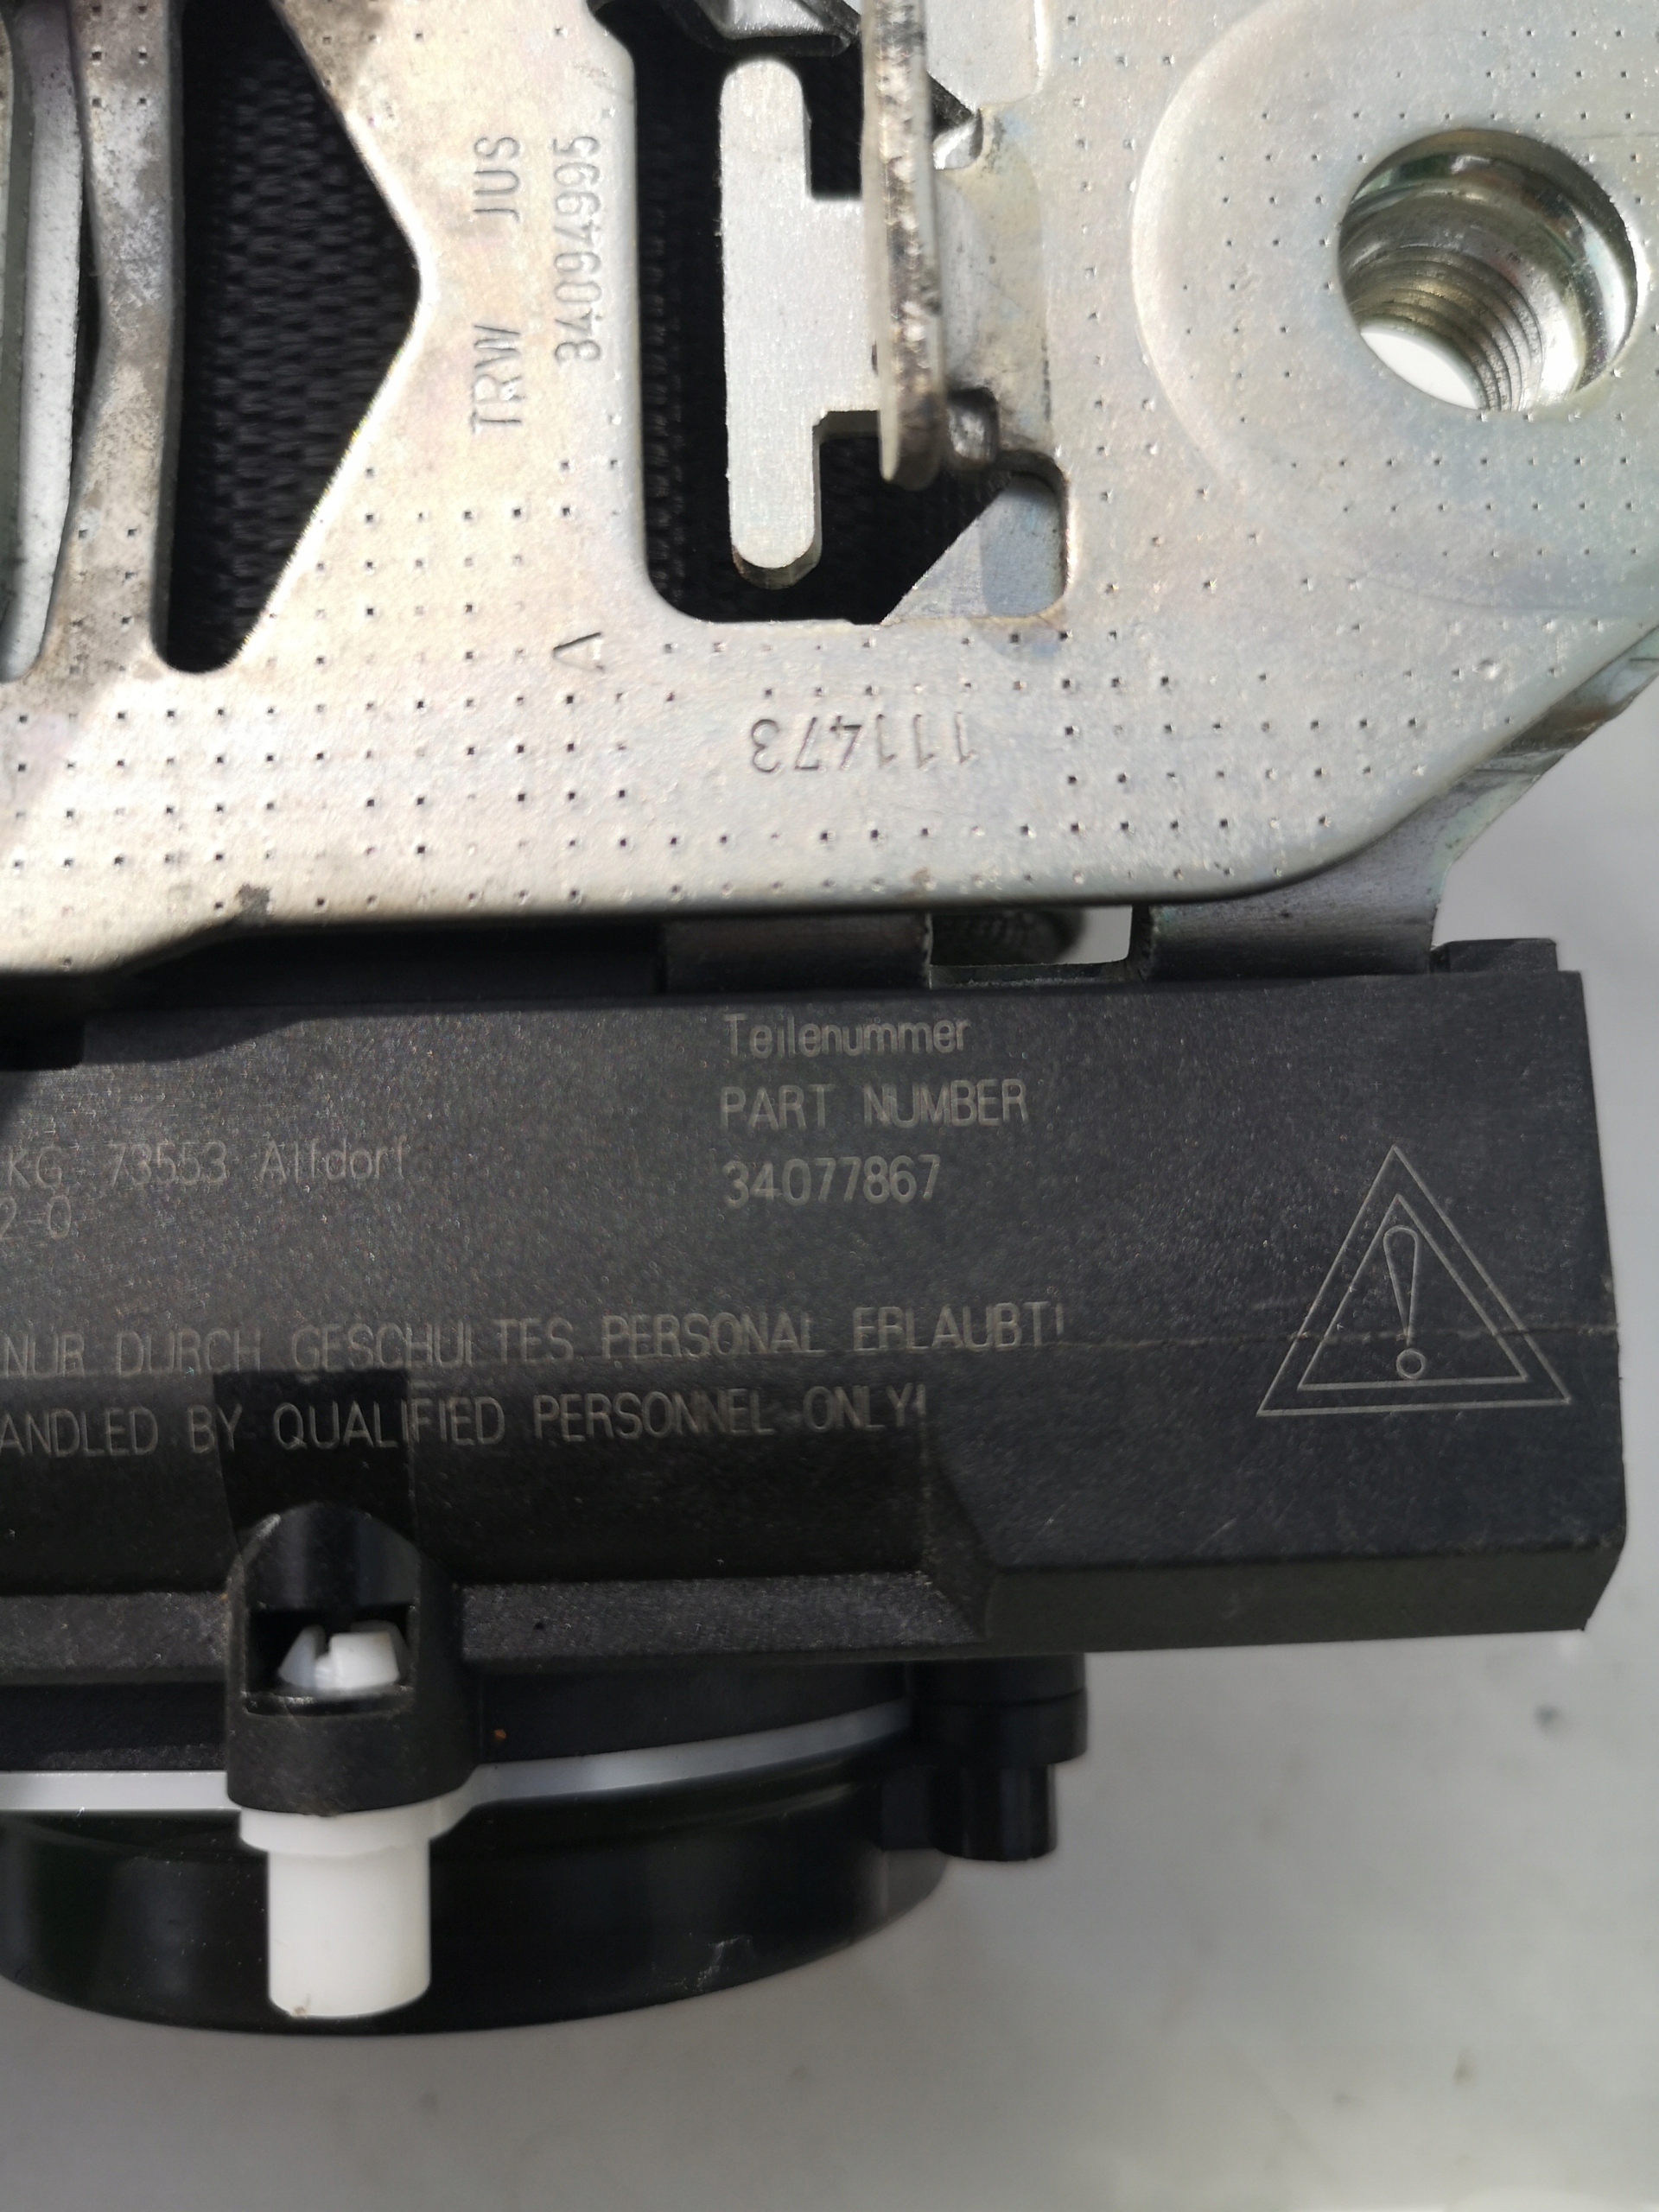 TRW JUS
34094995
A
111473
Teilenummer
PART NUMBER
34077867
KG 73553 Alfdorf
2-0
NUR DURCH GESCHULTES PERSONAL ERLAUBT!
ANDLED BY QUALIFIED PERSONNEL ONLY!